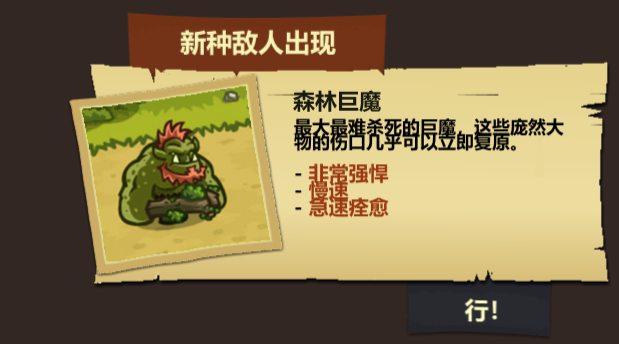 新种敌人出现
森林巨魔
最大最难杀死的巨魔，这些庞然大
物的伤口几乎可以立即复原。
- 非常强悍
- 慢速
- 急速痊愈
行！